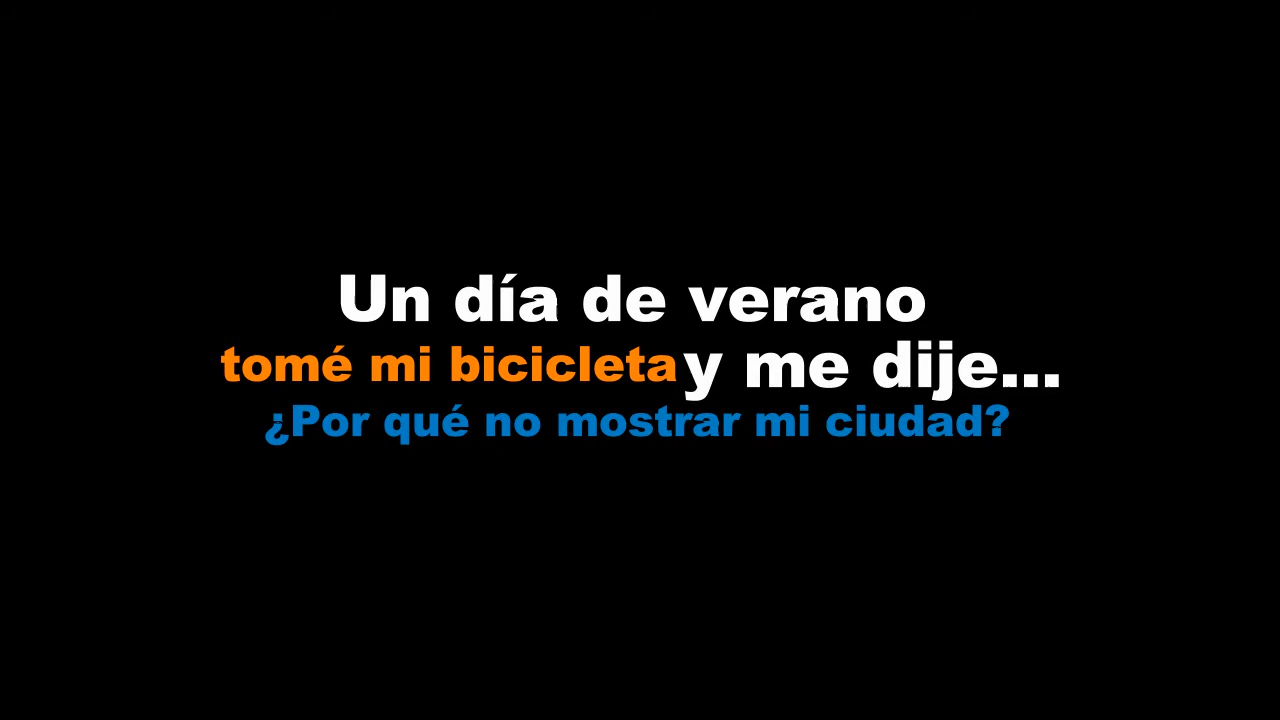 Un día de verano
tomé mi bicicleta y me dije...
¿Por qué no mostrar mi ciudad?